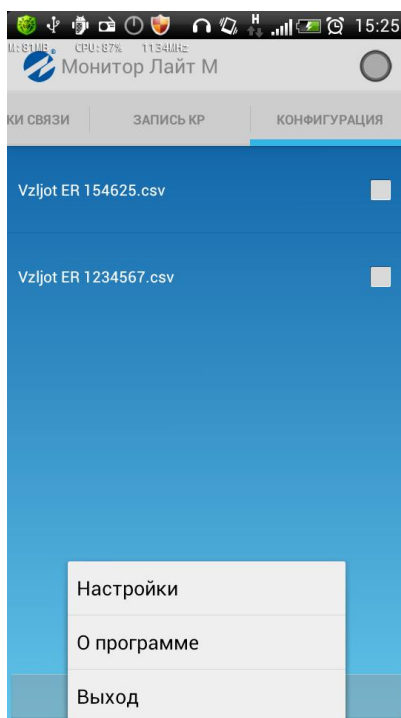 H
15:25
M:81MB CPU:87% 1134MHz
Монитор Лайт М
КИ СВЯЗИ ЗАПИСЬ КР КОНФИГУРАЦИЯ
Vzljot ER 154625.csv
Vzljot ER 1234567.csv
Настройки
О программе
Выход